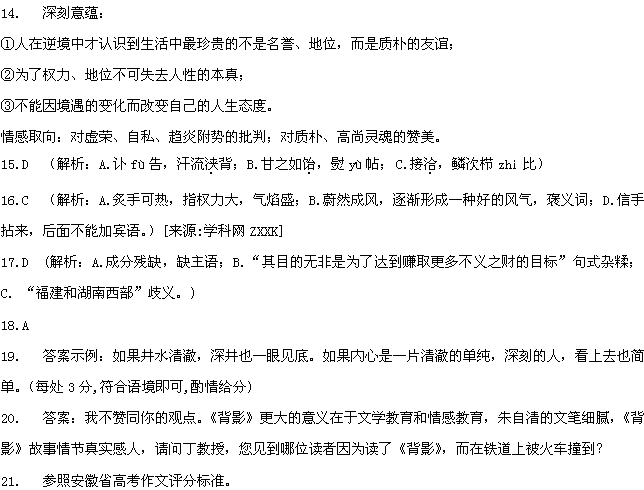 14. 深刻意蕴：
①人在逆境中才认识到生活中最珍贵的不是名誉、地位，而是质朴的友谊；
②为了权力、地位不可失去人性的本真；
③不能因境遇的变化而改变自己的人生态度。
情感取向：对虚荣、自私、趋炎附势的批判；对质朴、高尚灵魂的赞美。
15.D （解析：A.讣 fù 告，汗流浃背；B.甘之如饴，熨 yù 帖；C.接洽，鳞次栉 zhì 比）
16.C （解析：A.炙手可热，指权力大，气焰盛；B.蔚然成风，逐渐形成一种好的风气，褒义词；D.信手
拈来，后面不能加宾语。）[来源:学科网 ZXXK]
17.D （解析：A.成分残缺，缺主语；B.“其目的无非是为了达到赚取更多不义之财的目标”句式杂糅；
C. “福建和湖南西部”歧义。）
18.A
19. 答案示例：如果井水清澈，深井也一眼见底。如果内心是一片清澈的单纯，深刻的人，看上去也简
单。(每处 3 分,符合语境即可,酌情给分)
20. 答案：我不赞同你的观点。《背影》更大的意义在于文学教育和情感教育，朱自清的文笔细腻，《背
影》故事情节真实感人，请问丁教授，您见到哪位读者因为读了《背影》，而在铁道上被火车撞到？
21. 参照安徽省高考作文评分标准。